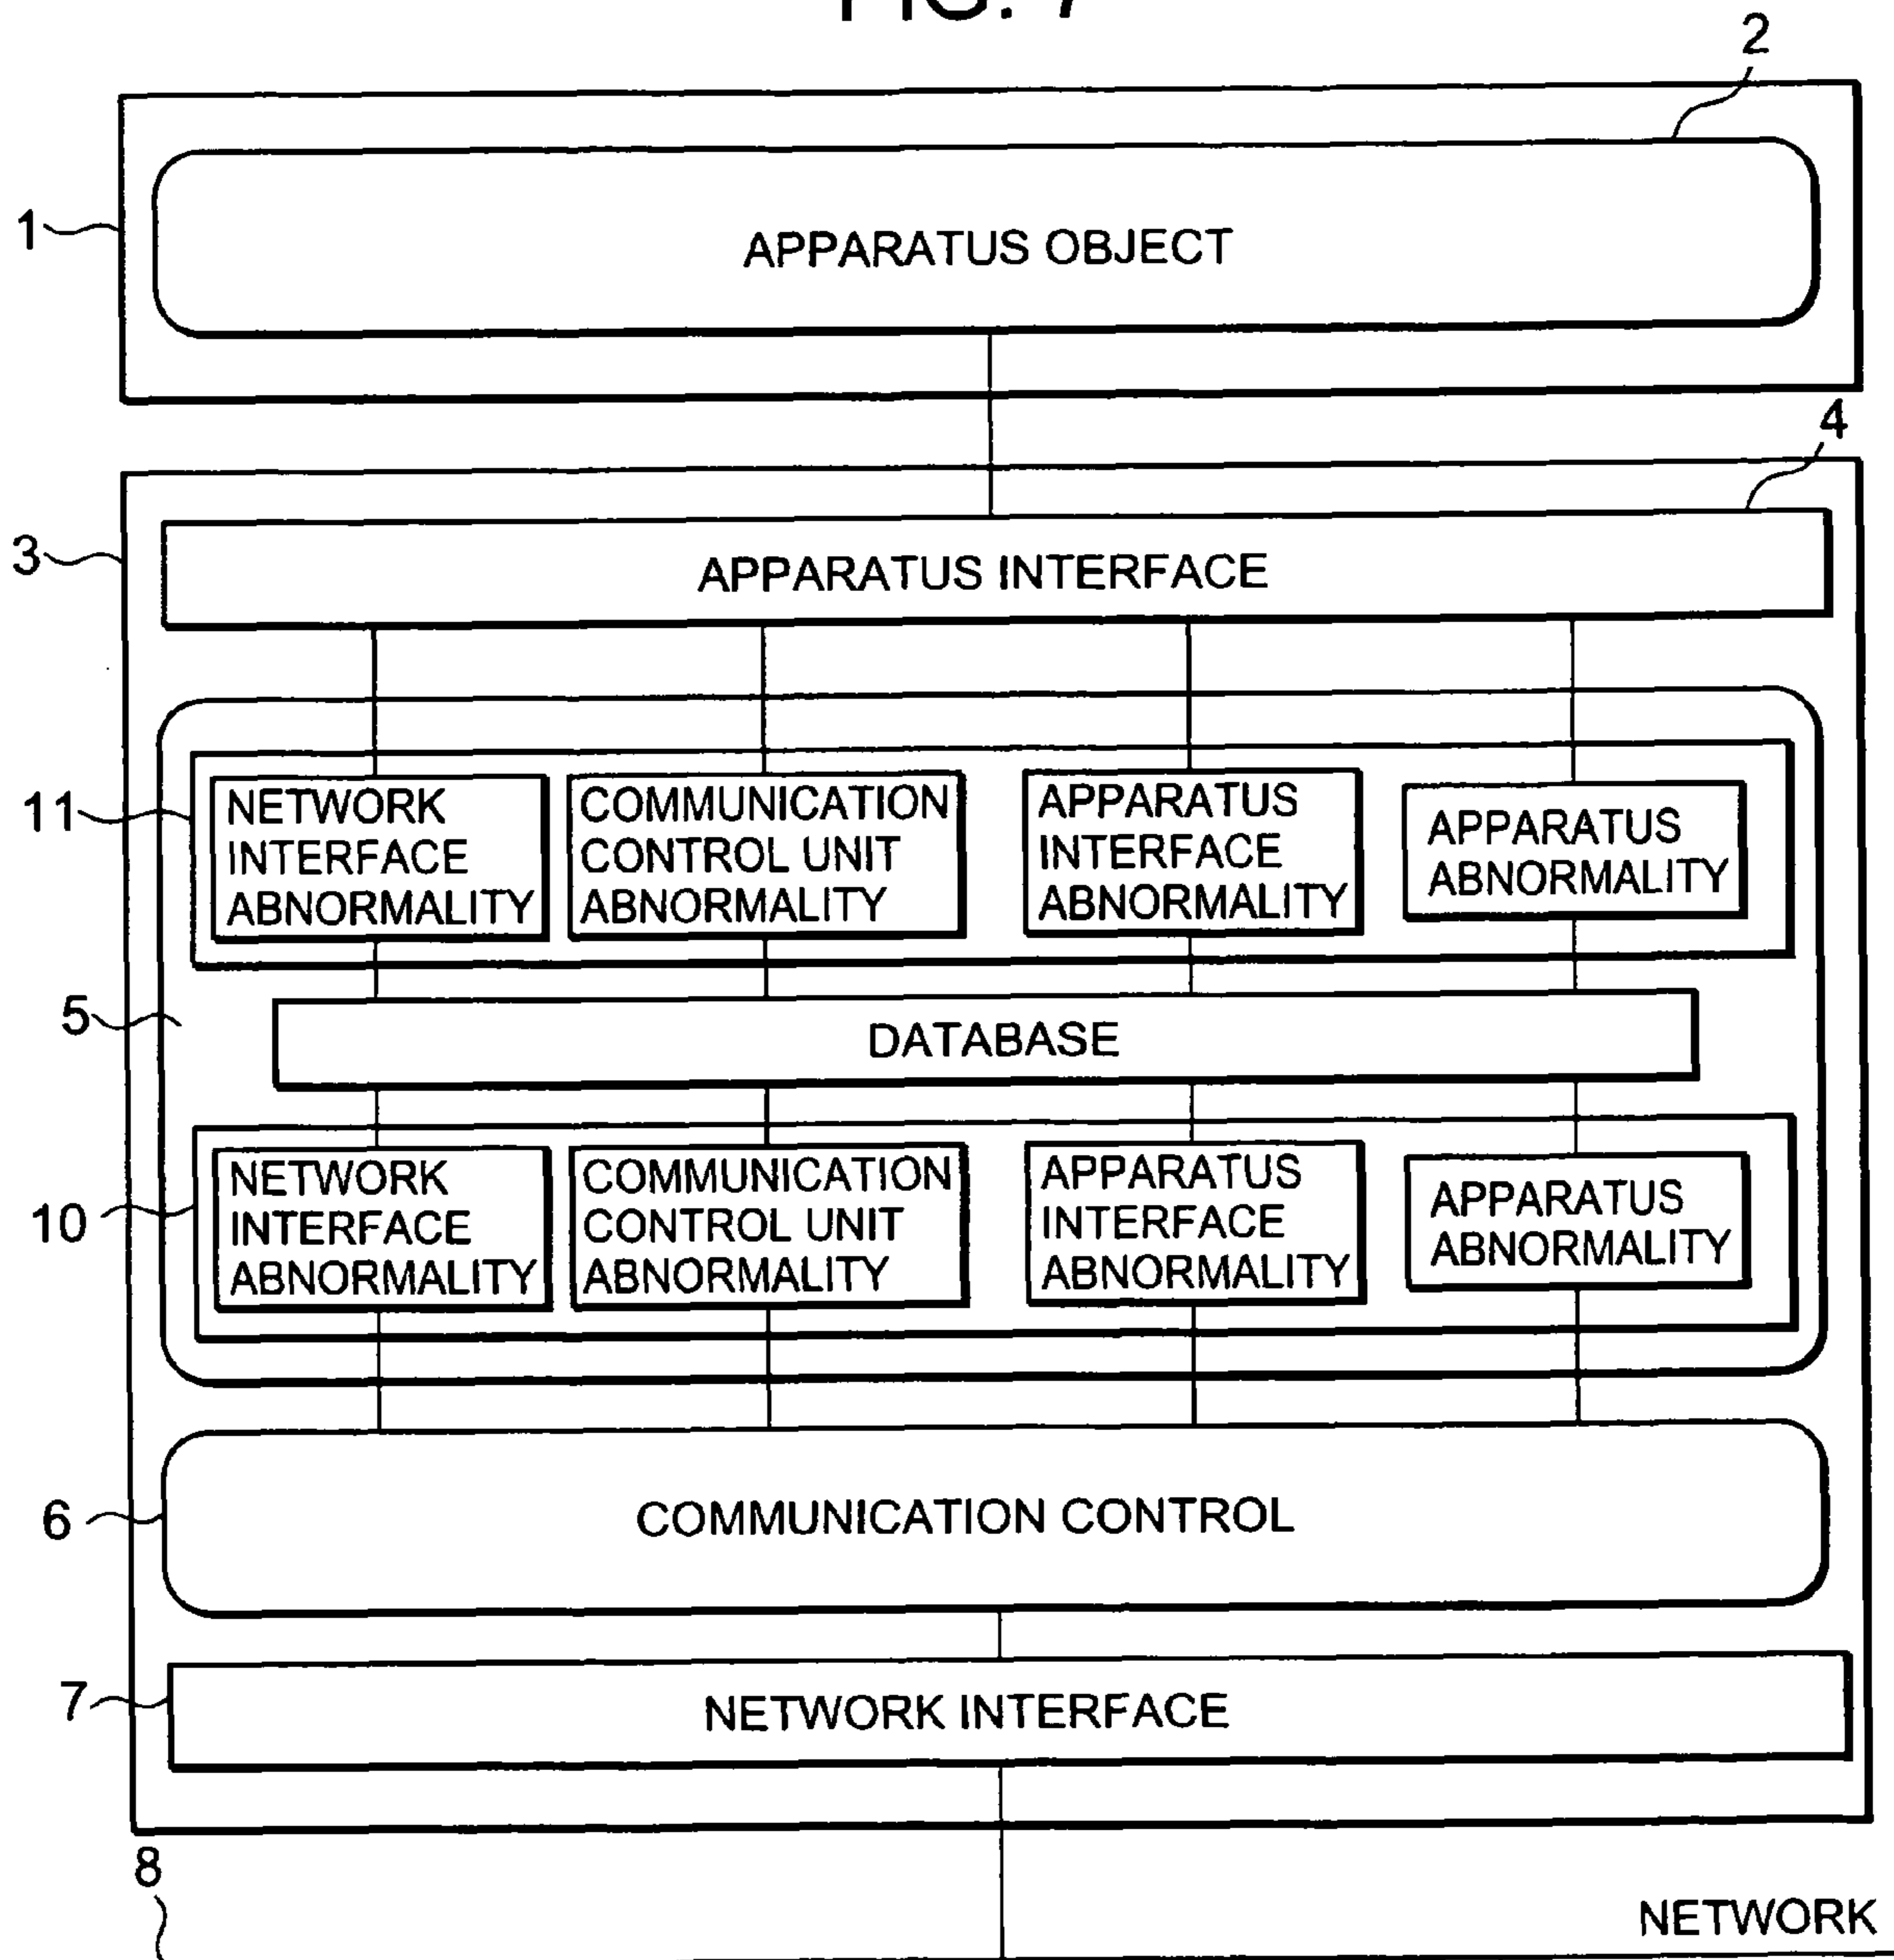 FIG. 7
2
1
APPARATUS OBJECT
4
3
APPARATUS INTERFACE
11
NETWORK
INTERFACE
ABNORMALITY
COMMUNICATION
CONTROL UNIT
ABNORMALITY
APPARATUS
INTERFACE
ABNORMALITY
APPARATUS
ABNORMALITY
5
DATABASE
10
NETWORK
INTERFACE
ABNORMALITY
COMMUNICATION
CONTROL UNIT
ABNORMALITY
APPARATUS
INTERFACE
ABNORMALITY
APPARATUS
ABNORMALITY
6
COMMUNICATION CONTROL
7
NETWORK INTERFACE
8
NETWORK